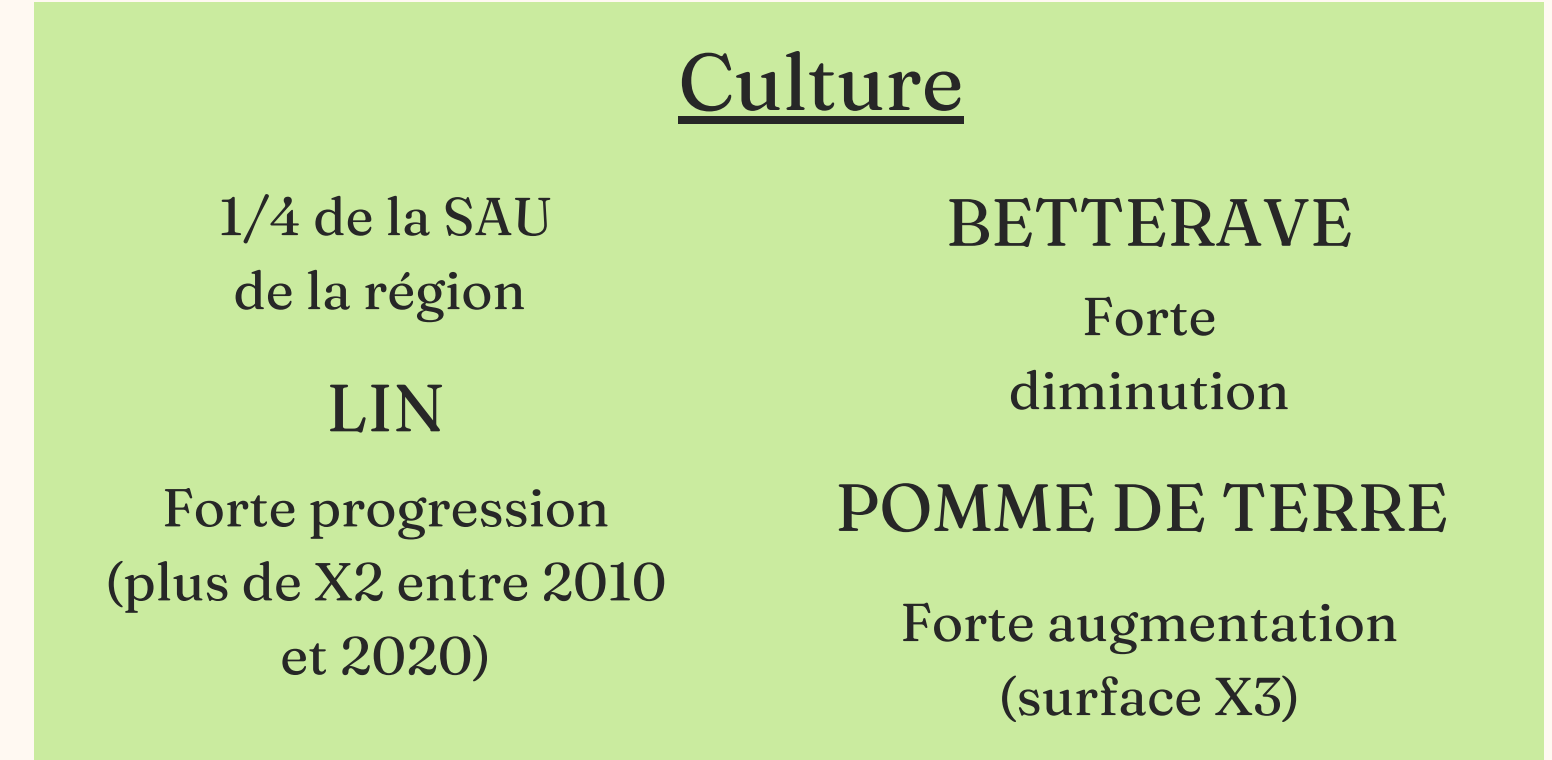 Culture
1/4 de la SAU
de la région
LIN
Forte progression
(plus de X2 entre 2010
et 2020)
BETTERAVE
Forte
diminution
POMME DE TERRE
Forte augmentation
(surface X3)